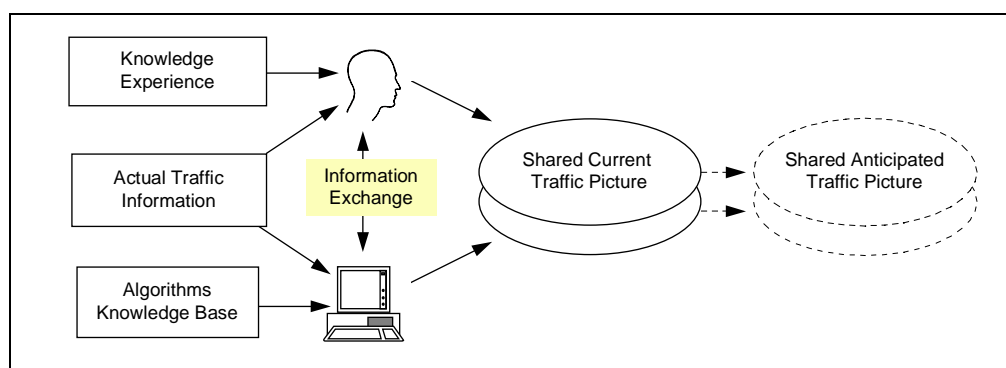 Knowledge
Experience
Actual Traffic
Information
Algorithms
Knowledge Base
Information
Exchange
Shared Current
Traffic Picture
Shared Anticipated
Traffic Picture